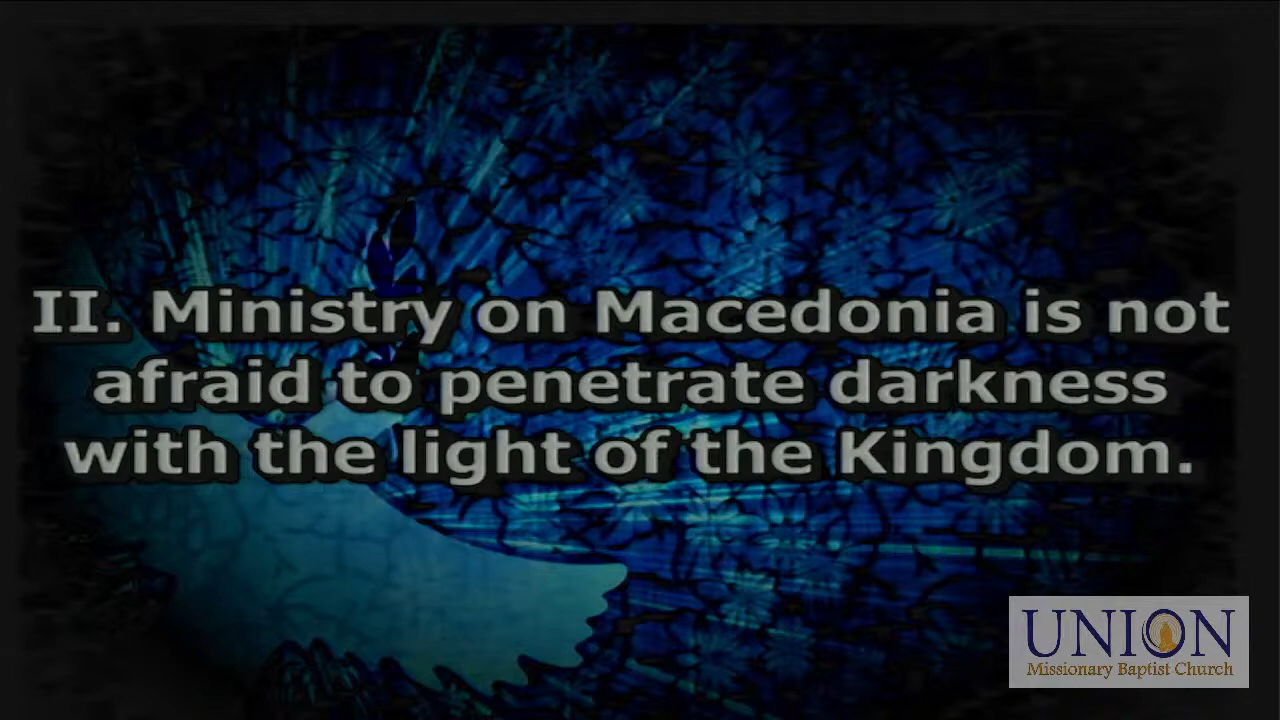 II. Ministry on Macedonia is not
afraid to penetrate darkness
with the light of the Kingdom.
UNION
Missionary Baptist Church